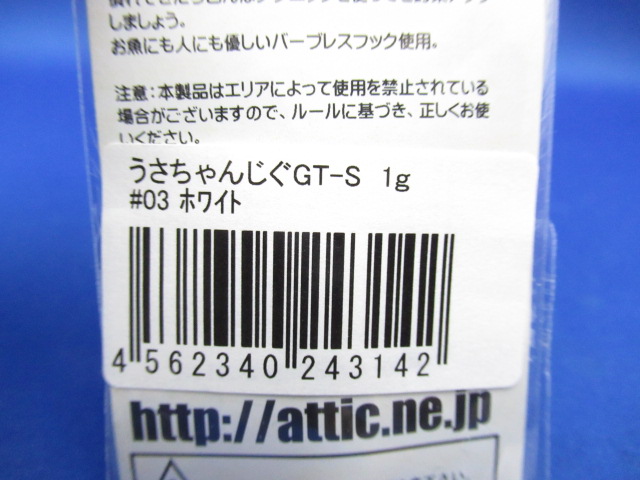 しましょう。
お魚にも人にも優しいバーブレスフック使用。
注意：本製品はエリアによって使用を禁止されている
場合がございますので、ルールに基づき、正しくお使
いください。
うさちゃんじぐGT-S 1g
#03 ホワイト
4 562340 243142
http://attic.ne.jp